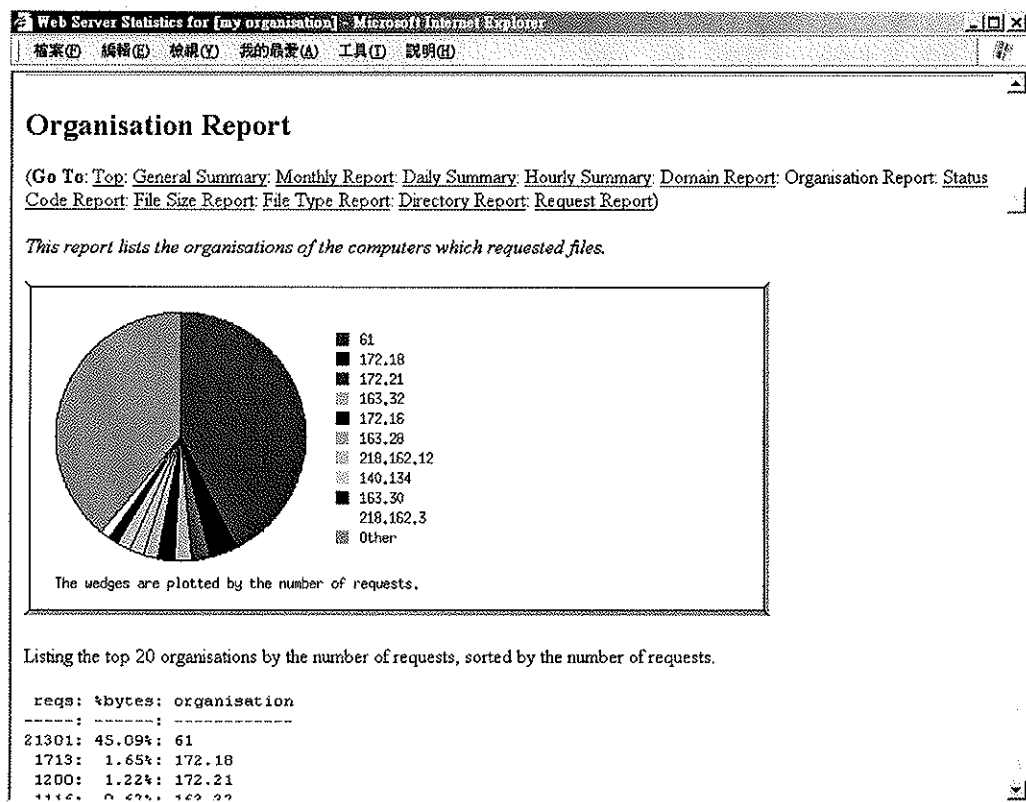 Web Server Statistics for [my organisation] - Microsoft Internet Explorer
檔案(F) 編輯(E) 檢視(V) 我的最愛(A) 工具(T) 說明(H)
Organisation Report
(Go To: Top: General Summary: Monthly Report: Daily Summary: Hourly Summary: Domain Report: Organisation Report: Status
Code Report: File Size Report: File Type Report: Directory Report: Request Report)
This report lists the organisations of the computers which requested files.
61
172.18
172.21
163.32
172.16
163.28
218.162.12
140.134
163.30
218.162.3
Other
The wedges are plotted by the number of requests.
Listing the top 20 organisations by the number of requests, sorted by the number of requests.
reqs: %bytes: organisation
-----: ------: ------------
21301: 45.09%: 61
1713: 1.65%: 172.18
1200: 1.22%: 172.21